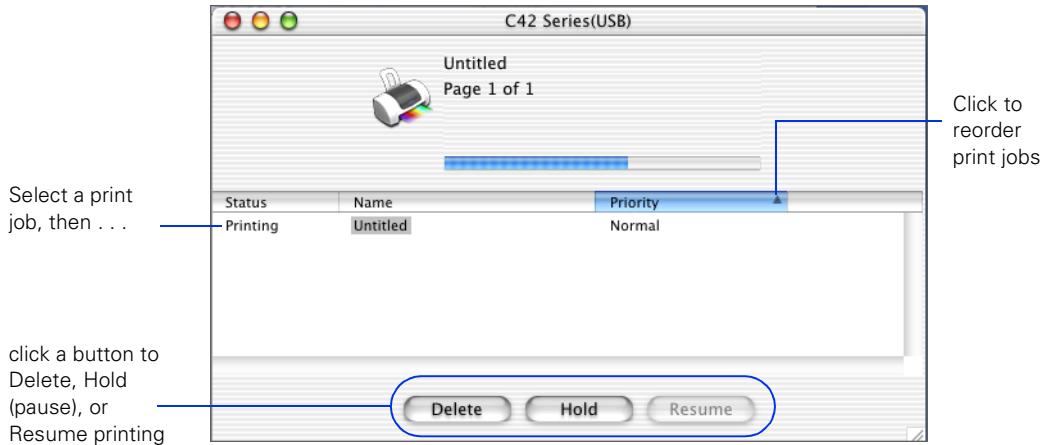 C42 Series(USB)
Untitled
Page 1 of 1
Click to
reorder
print jobs
Select a print
job, then . . .
Status Name Priority
Printing Untitled Normal
click a button to
Delete, Hold
(pause), or
Resume printing
Delete Hold Resume